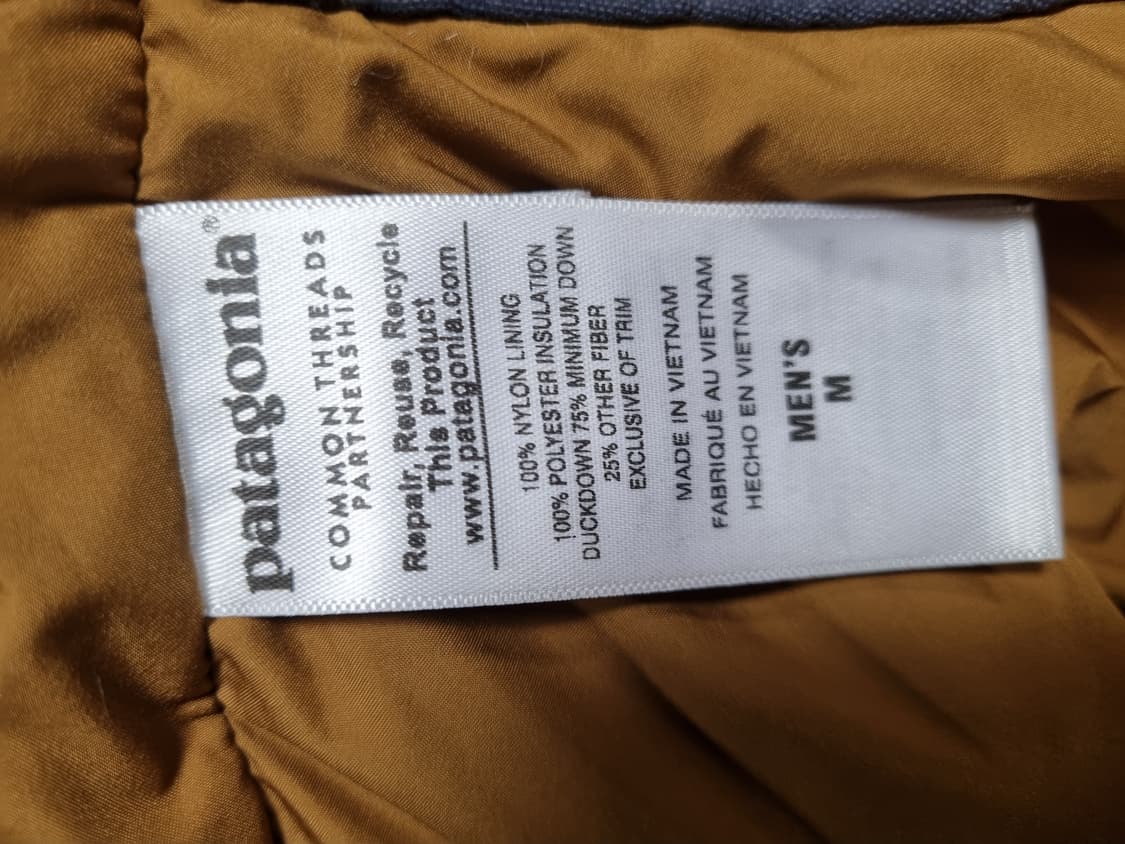 patagonia®
COMMON THREADS
PARTNERSHIP
Repair, Reuse, Recycle
This Product
www.patagonia.com
100% NYLON LINING
100% POLYESTER INSULATION
DUCKDOWN 75% MINIMUM DOWN
25% OTHER FIBER
EXCLUSIVE OF TRIM
MADE IN VIETNAM
FABRIQUÉ AU VIETNAM
HECHO EN VIETNAM
MEN'S
M